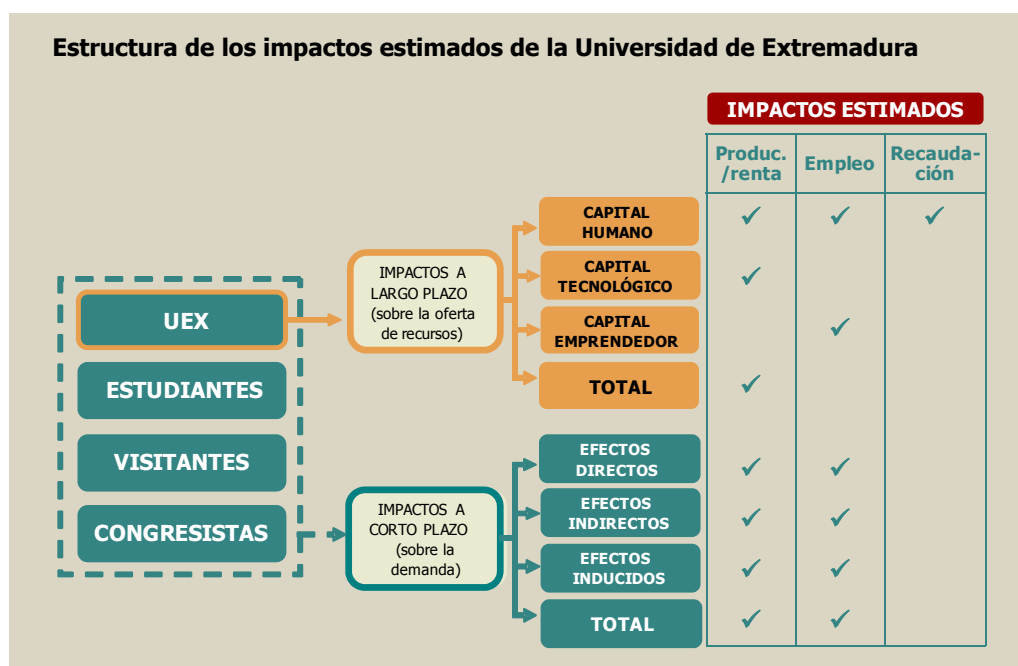 Estructura de los impactos estimados de la Universidad de Extremadura
IMPACTOS ESTIMADOS
Produc.
/renta
Empleo
Recauda-
ción
UEX
ESTUDIANTES
VISITANTES
CONGRESISTAS
IMPACTOS A
LARGO PLAZO
(sobre la oferta
de recursos)
CAPITAL
HUMANO
CAPITAL
TECNOLÓGICO
CAPITAL
EMPRENDEDOR
TOTAL
IMPACTOS A
CORTO PLAZO
(sobre la
demanda)
EFECTOS
DIRECTOS
EFECTOS
INDIRECTOS
EFECTOS
INDUCIDOS
TOTAL